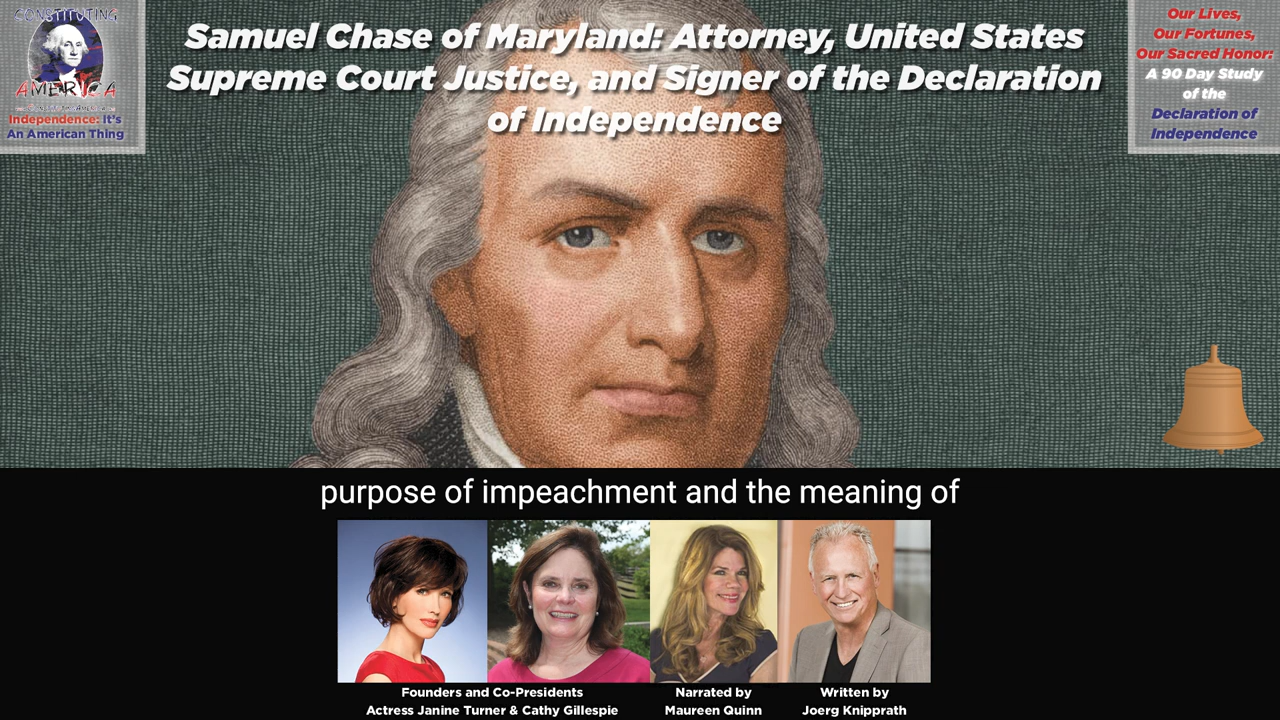 CONSTITUTING
AMERICA
Independence: It's
An American Thing
Samuel Chase of Maryland: Attorney, United States
Supreme Court Justice, and Signer of the Declaration
of Independence
Our Lives,
Our Fortunes,
Our Sacred Honor:
A 90 Day Study
of the
Declaration of
Independence
purpose of impeachment and the meaning of
Founders and Co-Presidents
Actress Janine Turner & Cathy Gillespie
Narrated by
Maureen Quinn
Written by
Joerg Knipprath